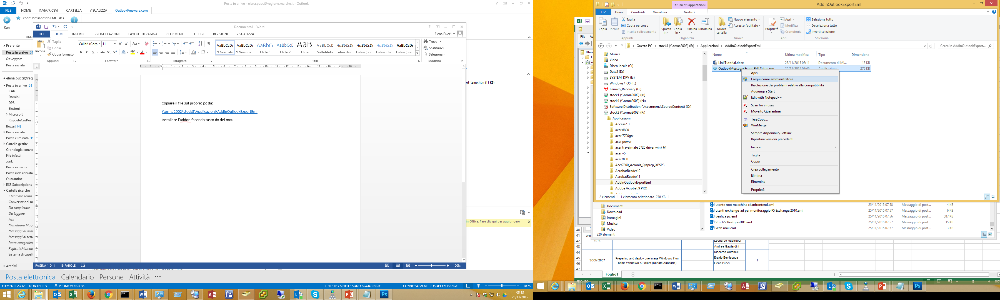 Posta in arrivo - elena.pucci@regione.marche.it - Outlook
FILE HOME INVIA/RICEVI CARTELLA VISUALIZZA OutlookFreeware.com
Export Messages to EML Files
Run
Utilit
Preferite
Posta in arrivo 51
Da leggere
Posta inviata
elena.pucci@reg
Posta in arrivo 51
CAb
Domini
DPS
Elezioni
Microsoft
RisposteCasPosta
Bozze [14]
Posta inviata
Posta eliminata 15
Cartelle gestite
Cronologia conver
File infetti
Junk
Posta in uscita
Posta indesiderata
Quarantine
RSS Subscriptions
Cartelle ricerche
Chiamate senza
Conversazioni no
Da completare
Da leggere
Fax
Marialaura Magg
Messaggi di gran
Messaggi di testo
Posta categorizza
Registri chiamate
Sistema di caselle
Archivi
Documento1 - Word
FILE HOME INSERISCI PROGETTAZIONE LAYOUT DI PAGINA RIFERIMENTI LETTERE REVISIONE VISUALIZZA
Elena Pucci
Incolla
Taglia
Copia
Copia formato
Calibri (Corp 11
G C S abc
AaBbCcDc AaBbCcDc AaBbCc AaBbCcD AaBl AaBbCcD AaBbCcDc AaBbCcDc AaBbCcDc AaBbCcDc
¶ Normale ¶ Nessuna... Titolo 1 Titolo 2 Titolo Sottotitolo Enfasi deli... Enfasi (cor... Enfasi inte... Enfasi (gra...
Trova
Sostituisci
Seleziona
Appunti Carattere Paragrafo Stili Modifica
Copiare il file sul proprio pc da:
\\orma2002\stock3\Applicazioni\AddInOutlookExportEml
Installare l'addon facendo tasto dx del mou
PAGINA 1 DI 1 15 PAROLE 100%
rt_temp.htm (11 KB)
n Office. Fare clic qui per aggiungere
Posta elettronica Calendario Persone Attività
ELEMENTI: 2.732 NON LETTI: 51 PROMEMORIA: 35 TUTTE LE CARTELLE SONO AGGIORNATE. CONNESSO A: MICROSOFT EXCHANGE 100%
08:13
25/11/2015
Strumenti applicazioni
AddInOutlookExportEml
File Home Condividi Visualizza Gestisci
Copia Incolla
Taglia
Copia percorso
Incolla collegamento
Sposta in
Copia in
Elimina Rinomina
Nuova cartella
Nuovo elemento
Accesso facilitato
Proprietà
Apri
Modifica
Cronologia
Seleziona tutto
Deseleziona tutto
Inverti selezione
Appunti Organizza Nuovo Apri Seleziona
Questo PC stock3 (\\orma2002) (R:) Applicazioni AddInOutlookExportEml
Cerca in AddInOutlookExport...
Musica
Video
Disco locale (C:)
Data2 (D:)
SYSTEM_DRV (E:)
Windows7_OS (F:)
Lenovo_Recovery (G:)
stock1 (\\orma2002) (K:)
stock4 (\\orma2002) (N:)
Software Distribution (\\sccmrema\SourceContent) (Q:)
stock3 (\\orma2002) (R:)
Applicazioni
Access2.0
acer 6800
acer 7700gtx
acer power
acer travelmate 5720 driver win7 64
acer v5
acer7800
Acer7800_Acronis_Sysprep_XPSP3
AcrobatReader10
AcrobatReader11
AddInOutlookExportEml
Adobe Acrobat 9 PRO
Nome Ultima modifica Tipo Dimensione
LinkTutorial.docx 25/11/2015 08:11 Documento di Mi... 13 KB
OutlookMessagesExportEMLSetup.exe 25/11/2015 07:49 Applicazione 279 KB
Apri
Esegui come amministratore
Risoluzione dei problemi relativi alla compatibilità
Aggiungi a Start
Edit with Notepad++
Scan for viruses
Move to Quarantine
TeraCopy...
WinMerge
Sempre disponibile/i offline
Ripristina versioni precedenti
Invia a
Taglia
Copia
Crea collegamento
Elimina
Rinomina
Proprietà
2 elementi 1 elemento selezionato 278 KB
File Az
Uten
Documenti
Download
Immagini
Musica
Video
320 elementi
utente root macchina ckanfrontend.eml 25/11/2015 07:58 Messaggio di post... 4 KB
utenti exchange_ad per monitoraggio F5 Exchange 2010.eml 25/11/2015 07:57 Messaggio di post... 6 KB
verifica pc.eml 25/11/2015 07:56 Messaggio di post... 587 KB
Vm 122 PostgresDB1.eml 25/11/2015 07:57 Messaggio di post... 35 KB
Web mail.eml 25/11/2015 07:57 Messaggio di post... 3 KB
40
41 Win
42 2012 Leonardo Mastrucci
43 Andrea Gagliardini
44 Riccardo Antonelli
45 SCCM 2007 Preparing and deploy one image Windows 7 on some Windows XP client (Donato Zaccaria) Eraldo Bevilacqua 1
46 Elena Pucci
47
Foglio1